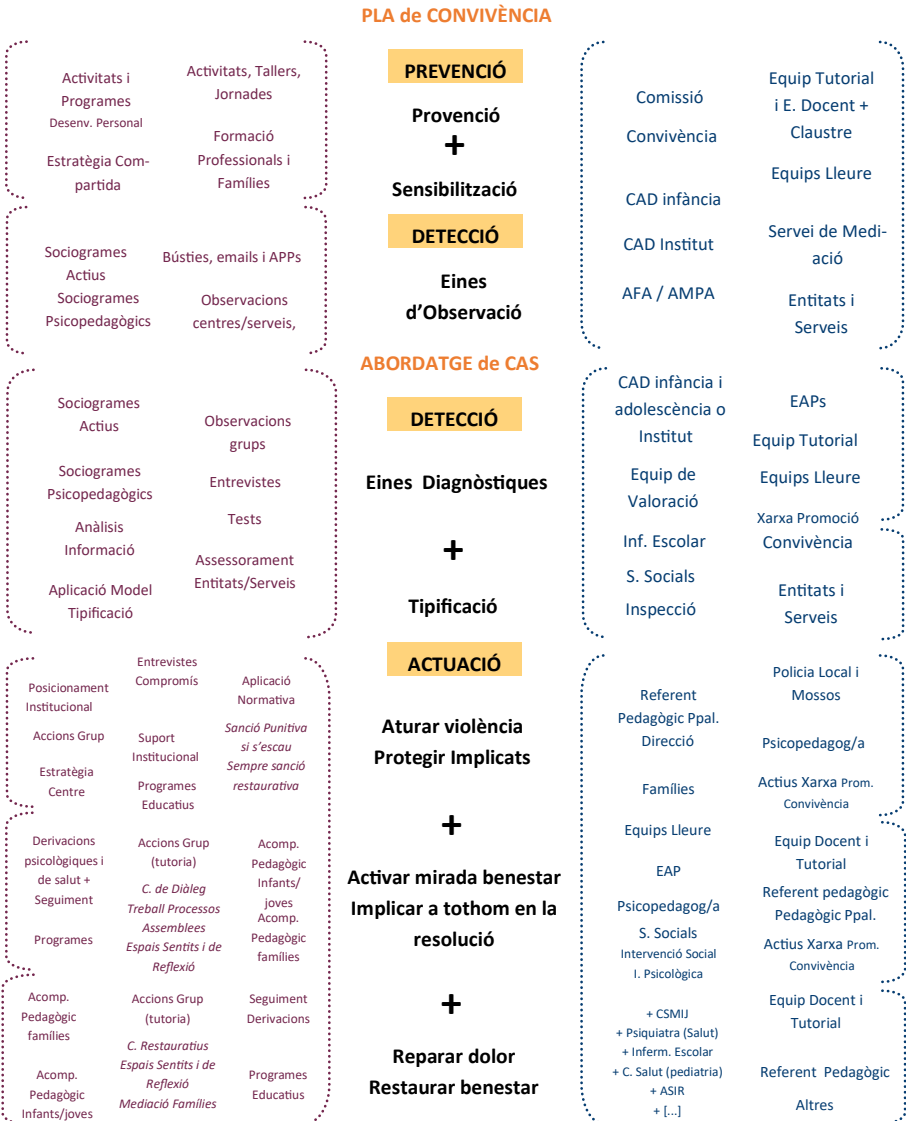 PLA de CONVIVÈNCIA
Activitats i
Programes
Desenv. Personal
Estratègia Com-
partida
Activitats, Tallers,
Jornades
Formació
Professionals i
Famílies
PREVENCIÓ
Provenció
+
Sensibilització
Comissió
Convivència
CAD infància
CAD Institut
AFA / AMPA
Equip Tutorial
i E. Docent +
Claustre
Equips Lleure
Servei de Medi-
ació
Entitats i
Serveis
Sociogrames
Actius
Sociogrames
Psicopedagògics
Bústies, emails i APPs
Observacions
centres/serveis,
DETECCIÓ
Eines
d’Observació
ABORDATGE de CAS
Sociogrames
Actius
Sociogrames
Psicopedagògics
Anàlisis
Informació
Aplicació Model
Tipificació
Observacions
grups
Entrevistes
Tests
Assessorament
Entitats/Serveis
DETECCIÓ
Eines Diagnòstiques
+
Tipificació
CAD infància i
adolescència o
Institut
Equip de
Valoració
Inf. Escolar
S. Socials
Inspecció
EAPs
Equip Tutorial
Equips Lleure
Xarxa Promoció
Convivència
Entitats i
Serveis
Posicionament
Institucional
Accions Grup
Estratègia
Centre
Entrevistes
Compromís
Suport
Institucional
Programes
Educatius
Aplicació
Normativa
Sanció Punitiva
si s’escau
Sempre sanció
restaurativa
ACTUACIÓ
Aturar violència
Protegir Implicats
Referent
Pedagògic Ppal.
Direcció
Famílies
Policia Local i
Mossos
Psicopedagog/a
Actius Xarxa Prom.
Convivència
Derivacions
psicològiques i
de salut +
Seguiment
Programes
Accions Grup
(tutoria)
C. de Diàleg
Treball Processos
Assemblees
Espais Sentits i de
Reflexió
Acomp.
Pedagògic
Infants/
joves
Acomp.
Pedagògic
famílies
+
Activar mirada benestar
Implicar a tothom en la
resolució
Equips Lleure
EAP
Psicopedagog/a
S. Socials
Intervenció Social
I. Psicològica
Equip Docent i
Tutorial
Referent pedagògic
Pedagògic Ppal.
Actius Xarxa Prom.
Convivència
Acomp.
Pedagògic
famílies
Acomp.
Pedagògic
Infants/joves
Accions Grup
(tutoria)
C. Restauratius
Espais Sentits i de
Reflexió
Mediació Famílies
Seguiment
Derivacions
Programes
Educatius
+
Reparar dolor
Restaurar benestar
+ CSMIJ
+ Psiquiatra (Salut)
+ Inferm. Escolar
+ C. Salut (pediatria)
+ ASIR
+ [...]
Equip Docent i
Tutorial
Referent Pedagògic
Altres